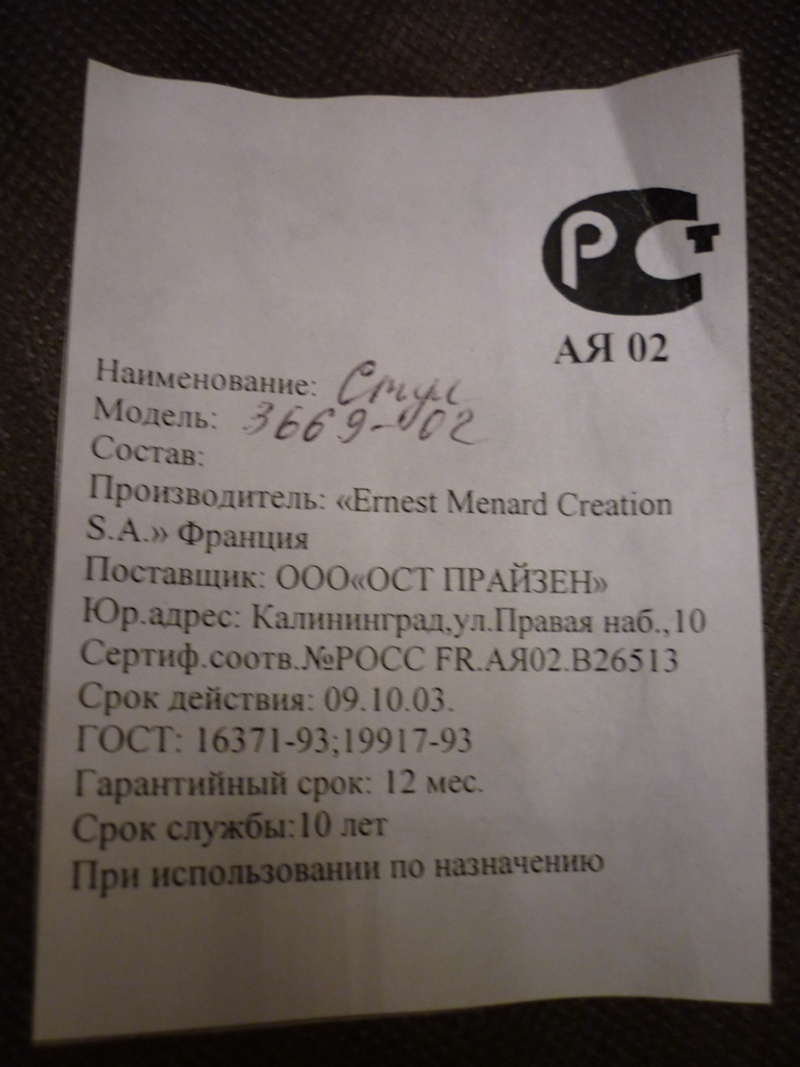 РСТ
АЯ 02
Наименование: Стул
Модель: 3669-02
Состав:
Производитель: «Ernest Menard Creation
S.A.» Франция
Поставщик: ООО«ОСТ ПРАЙЗЕН»
Юр.адрес: Калининград,ул.Правая наб.,10
Сертиф.соотв.№РОСС FR.АЯ02.В26513
Срок действия: 09.10.03.
ГОСТ: 16371-93;19917-93
Гарантийный срок: 12 мес.
Срок службы:10 лет
При использовании по назначению